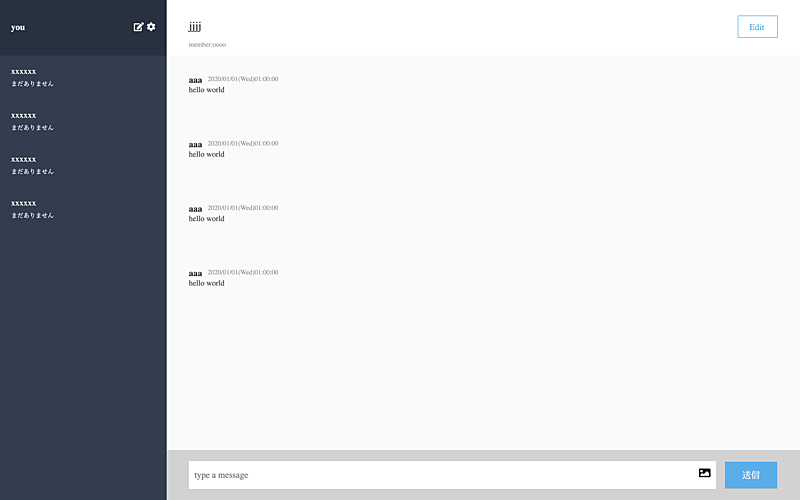 you
xxxxxx
まだありません
xxxxxx
まだありません
xxxxxx
まだありません
xxxxxx
まだありません
jjjj
member:oooo
Edit
aaa 2020/01/01(Wed)01:00:00
hello world
aaa 2020/01/01(Wed)01:00:00
hello world
aaa 2020/01/01(Wed)01:00:00
hello world
aaa 2020/01/01(Wed)01:00:00
hello world
type a message
送信